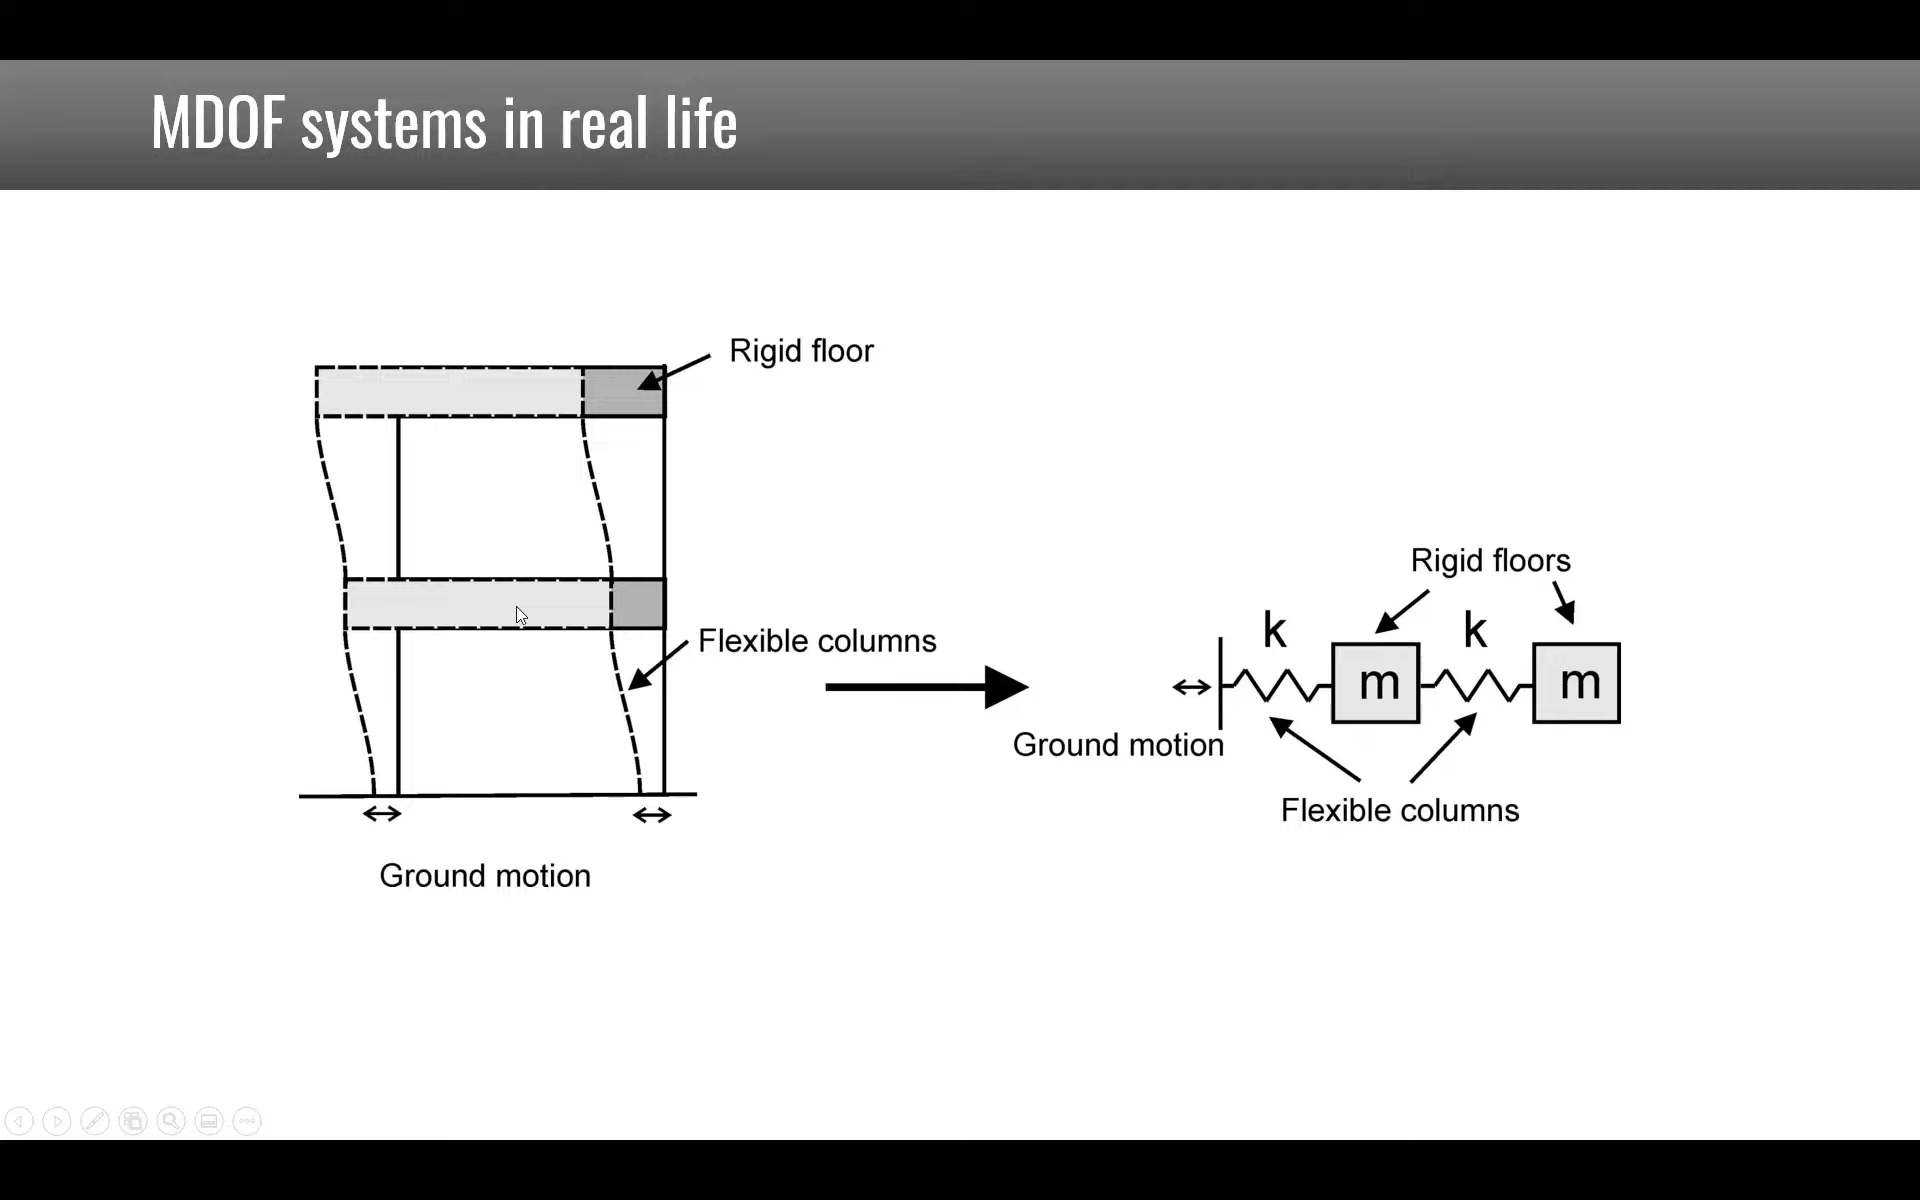 MDOF systems in real life
Rigid floor
Flexible columns
Ground motion
Rigid floors
k
k
m
m
Ground motion
Flexible columns